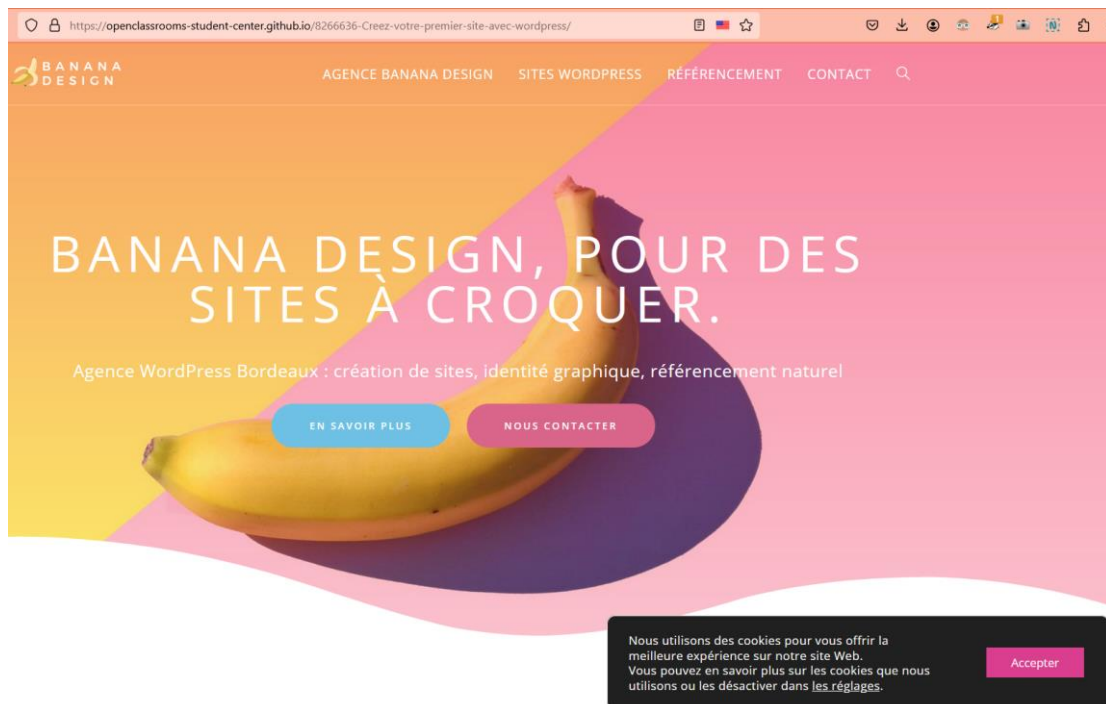 https://openclassrooms-student-center.github.io/8266636-Creez-votre-premier-site-avec-wordpress/
BANANA
DESIGN
AGENCE BANANA DESIGN SITES WORDPRESS RÉFÉRENCEMENT CONTACT
BANANA DESIGN, POUR DES
SITES À CROQUER.
Agence WordPress Bordeaux : création de sites, identité graphique, référencement naturel
EN SAVOIR PLUS NOUS CONTACTER
Nous utilisons des cookies pour vous offrir la
meilleure expérience sur notre site Web.
Vous pouvez en savoir plus sur les cookies que nous
utilisons ou les désactiver dans les réglages.
Accepter